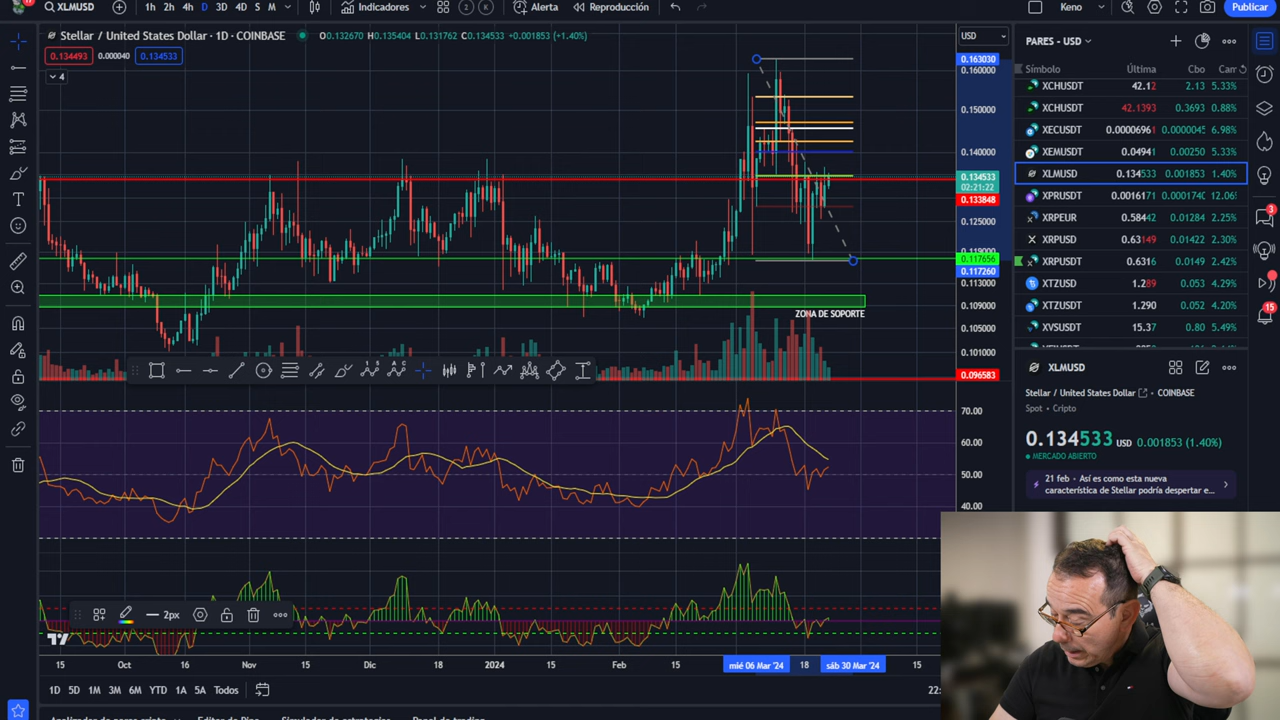 XLMUSD
1h 2h 4h D 3D 4D S M
Indicadores
2 K
Alerta
Reproducción
Keno
Publicar
Stellar / United States Dollar · 1D · COINBASE
O0.132670 H0.135404 L0.131762 C0.134533 +0.001853 (+1.40%)
0.134493 0.000040 0.134533
4
USD
0.163030
0.160000
0.150000
0.140000
0.134533
02:21:22
0.133848
0.125000
0.119000
0.117656
0.117260
0.113000
0.109000
0.105000
0.101000
0.096583
ZONA DE SOPORTE
70.00
60.00
50.00
40.00
2px
15 Oct 16 Nov 15 Dic 18 2024 15 Feb 15 mié 06 Mar '24 18 sáb 30 Mar '24 15
1D 5D 1M 3M 6M YTD 1A 5A Todos
22:
PARES - USD
Símbolo Última Cbo
XCHUSDT 42.12 2.13 5.33%
XCHUSDT 42.1393 0.3693 0.88%
XECUSDT 0.00006961 0.0000045 6.98%
XEMUSDT 0.04941 0.00250 5.33%
XLMUSD 0.134533 0.001853 1.40%
XPRUSDT 0.0016171 0.000174 12.06
XRPEUR 0.58442 0.01284 2.25%
XRPUSD 0.63149 0.01422 2.30%
XRPUSDT 0.6316 0.0149 2.42%
XTZUSD 1.289 0.053 4.29%
XTZUSDT 1.290 0.052 4.20%
XVSUSDT 15.37 0.80 5.49%
3
15
XLMUSD
Stellar / United States Dollar COINBASE
Spot · Cripto
0.134533 USD 0.001853 (1.40%)
MERCADO ABIERTO
21 feb · Así es como esta nueva
característica de Stellar podría despertar e...